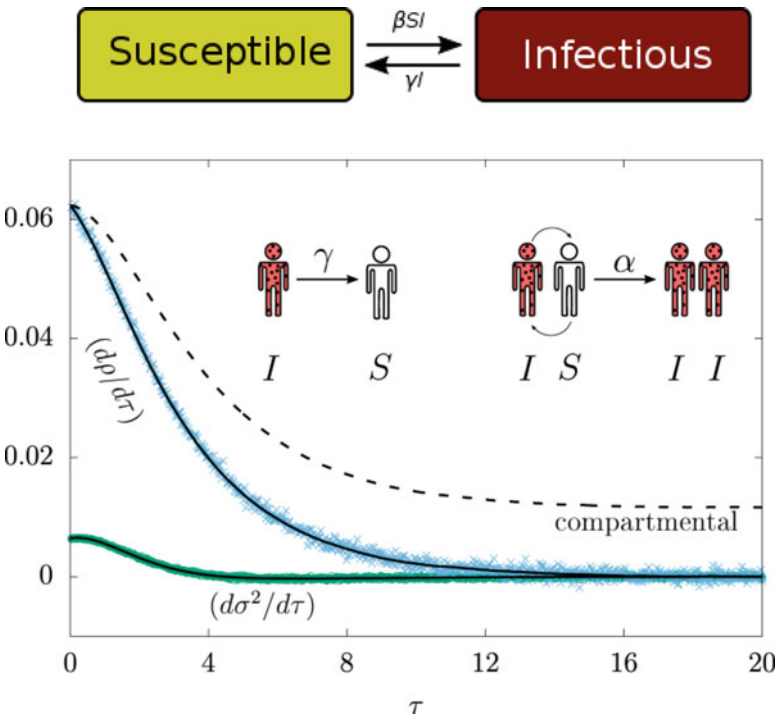 Susceptible
βSI
γI
Infectious
0.06
0.04
0.02
0
(dρ/dτ)
γ
α
I
S
I S
I I
compartmental
(dσ²/dτ)
0 4 8 12 16 20
τ